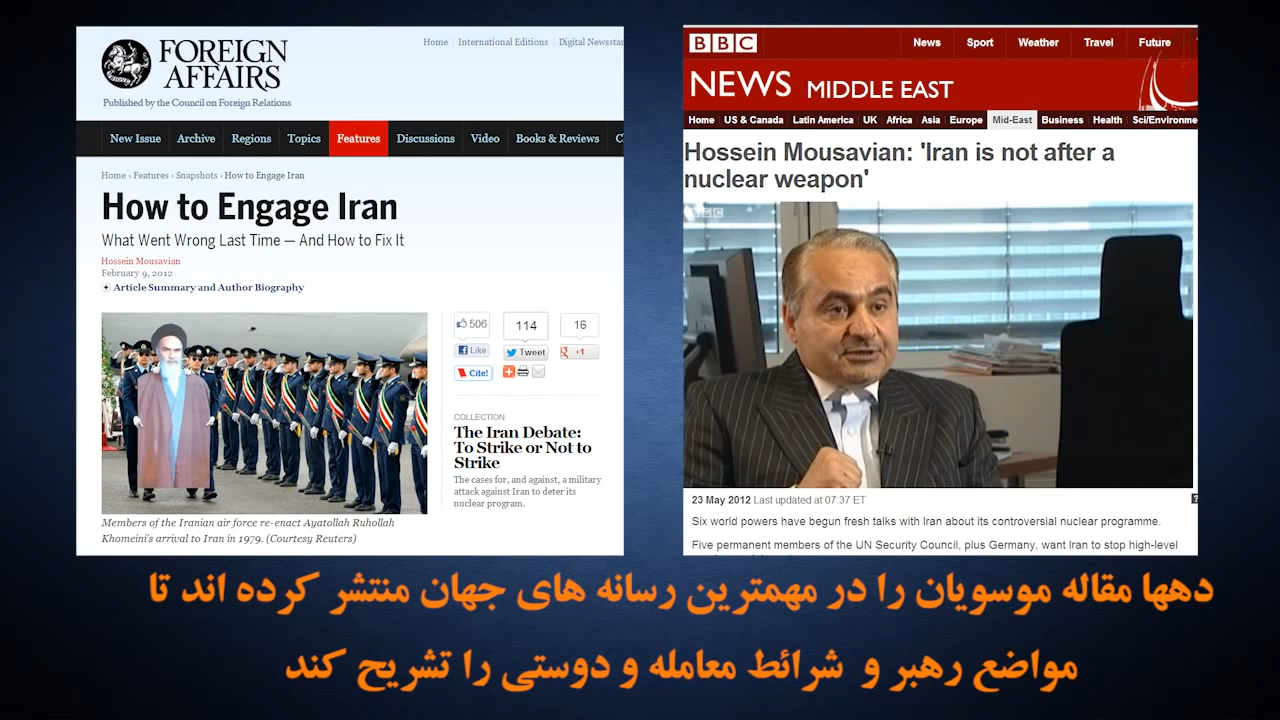 FOREIGN
AFFAIRS
Published by the Council on Foreign Relations
Home International Editions Digital
New Issue Archive Regions Topics Features Discussions Video Books & Reviews
Home › Features › Snapshots › How to Engage Iran
How to Engage Iran
What Went Wrong Last Time — And How to Fix It
Hossein Mousavian
February 9, 2012
Article Summary and Author Biography
506 114 16
Like Tweet +1
Cite!
COLLECTION
The Iran Debate:
To Strike or Not to
Strike
The cases for, and against, a military
attack against Iran to deter its
nuclear program.
Members of the Iranian air force re-enact Ayatollah Ruhollah
Khomeini's arrival to Iran in 1979. (Courtesy Reuters)
BBC News Sport Weather Travel Future
NEWS MIDDLE EAST
Home US & Canada Latin America UK Africa Asia Europe Mid-East Business Health Sci/Environme
Hossein Mousavian: 'Iran is not after a
nuclear weapon'
BBC
23 May 2012 Last updated at 07:37 ET
Six world powers have begun fresh talks with Iran about its controversial nuclear programme.
Five permanent members of the UN Security Council, plus Germany, want Iran to stop high-level
دهها مقاله موسویان را در مهمترین رسانه های جهان منتشر کرده اند تا
مواضع رهبر و شرائط معامله و دوستی را تشریح کند